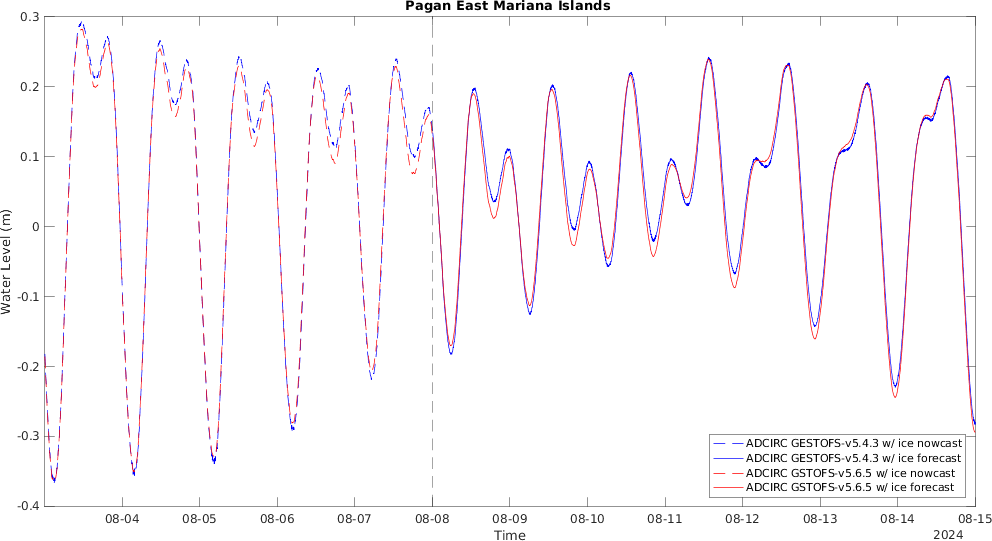 Pagan East Mariana Islands
Water Level (m)
0.3
0.2
0.1
0
-0.1
-0.2
-0.3
-0.4
ADCIRC GESTOFS-v5.4.3 w/ ice nowcast
ADCIRC GESTOFS-v5.4.3 w/ ice forecast
ADCIRC GSTOFS-v5.6.5 w/ ice nowcast
ADCIRC GSTOFS-v5.6.5 w/ ice forecast
08-04 08-05 08-06 08-07 08-08 08-09 08-10 08-11 08-12 08-13 08-14 08-15
Time
2024